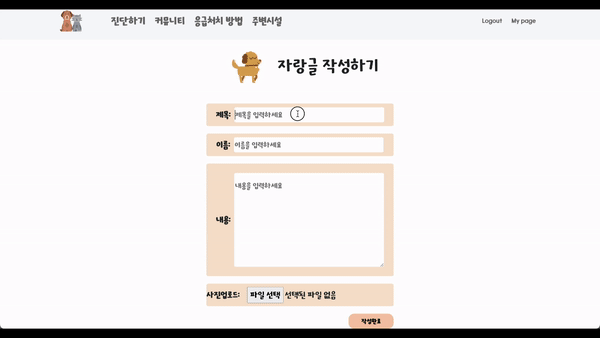 진단하기 커뮤니티 응급처치 방법 주변시설 Logout My page
자랑글 작성하기
제목: 제목을 입력하세요
이름: 이름을 입력하세요
내용을 입력하세요
내용:
사진업로드: 파일 선택 선택된 파일 없음
작성완료